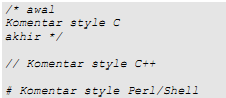 /* awal
Komentar style C
akhir */
// Komentar style C++
# Komentar style Perl/Shell